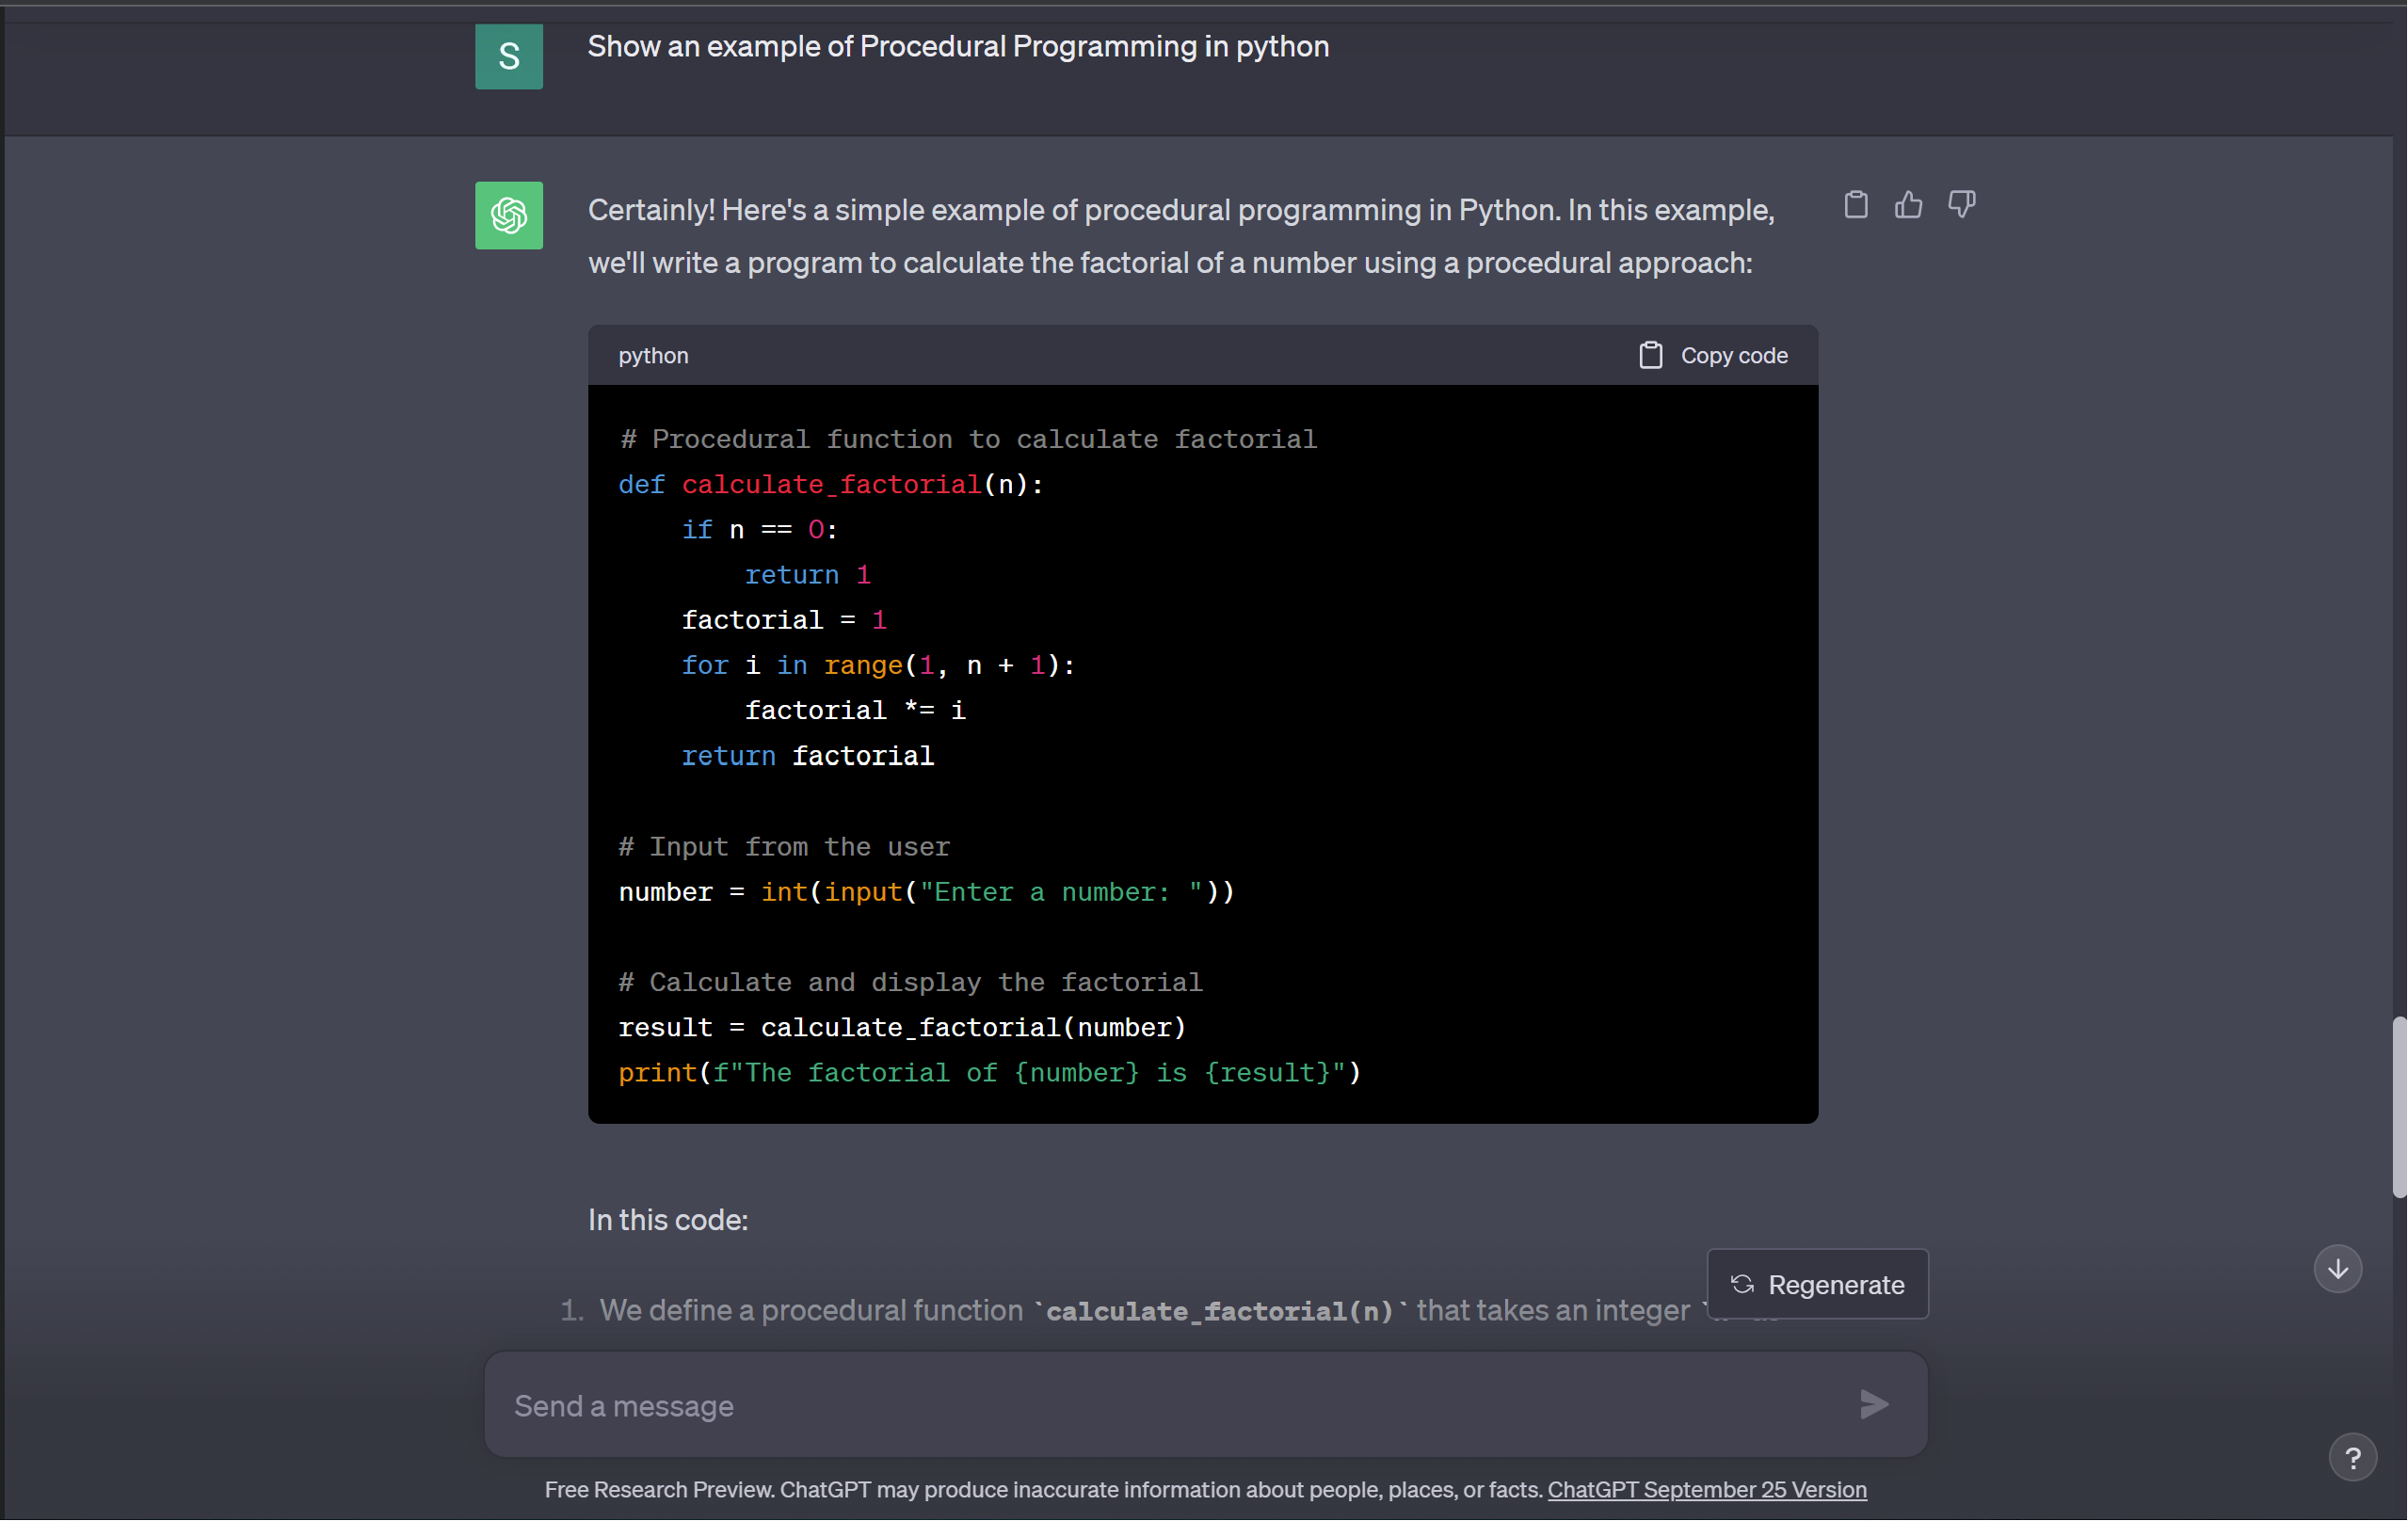 S
Show an example of Procedural Programming in python
Certainly! Here's a simple example of procedural programming in Python. In this example,
we'll write a program to calculate the factorial of a number using a procedural approach:
python
Copy code
# Procedural function to calculate factorial
def calculate_factorial(n):
    if n == 0:
        return 1
    factorial = 1
    for i in range(1, n + 1):
        factorial *= i
    return factorial
# Input from the user
number = int(input("Enter a number: "))
# Calculate and display the factorial
result = calculate_factorial(number)
print(f"The factorial of {number} is {result}")
In this code:
Regenerate
1. We define a procedural function `calculate_factorial(n)` that takes an integer
Send a message
?
Free Research Preview. ChatGPT may produce inaccurate information about people, places, or facts. ChatGPT September 25 Version